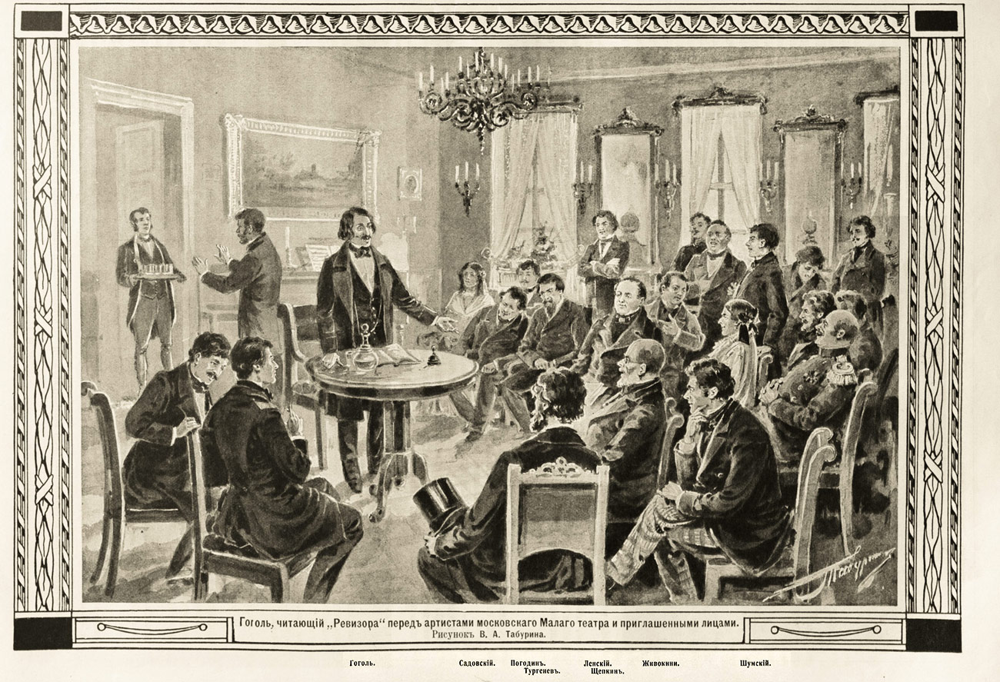 Табурин
Гоголь, читающій „Ревизора“ передъ артистами московскаго Малаго театра и приглашенными лицами.
Рисунокъ В. А. Табурина.
Гоголь. Садовскій. Погодинъ. Ленскій. Живокини. Шумскій.
Тургеневъ. Щепкинъ.